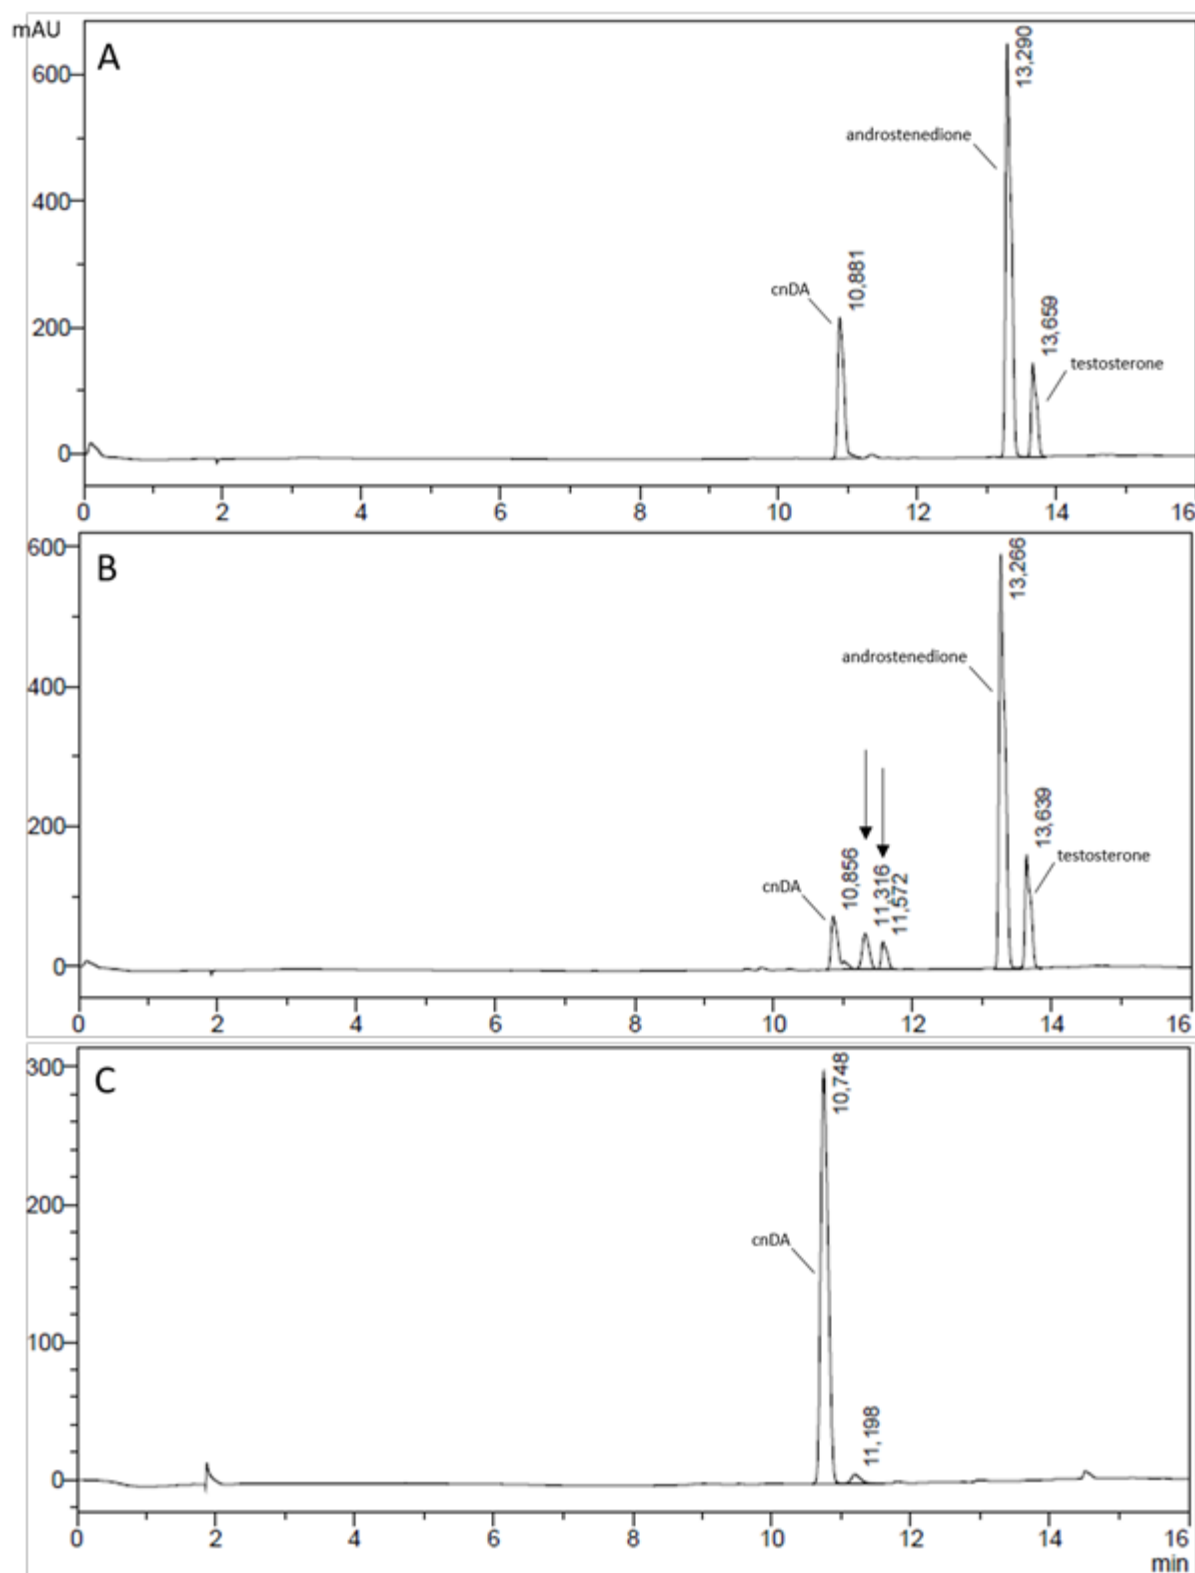 mAU
A
13,290
600
androstenedione
400
10,881
cnDA
13,659
testosterone
200
0
0 2 4 6 8 10 12 14 16
600
B
13,266
androstenedione
400
13,639
200
10,856
testosterone
cnDA
11,316
11,572
0
0 2 4 6 8 10 12 14 16
300
C
10,748
200
cnDA
100
11,198
0
0 2 4 6 8 10 12 14 16
min